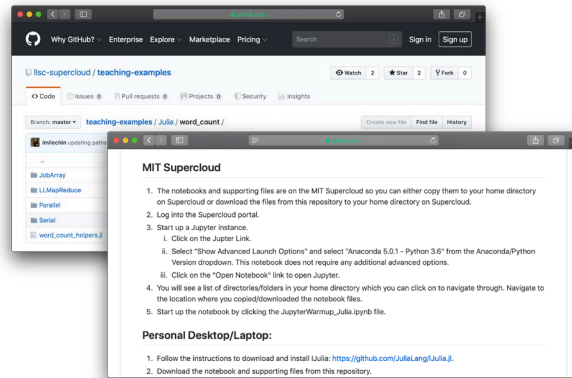 github.com
Why GitHub? Enterprise Explore Marketplace Pricing Search Sign in Sign up
llsc-supercloud / teaching-examples
Watch 2 Star 2 Fork 0
Code Issues 0 Pull requests 0 Projects 0 Security Insights
Branch: master teaching-examples / Julia / word_count / Create new file Find file History
lmilechin updating paths
..
JobArray
LLMapReduce
Parallel
Serial
word_count_helpers.jl
MIT Supercloud
1. The notebooks and supporting files are on the MIT Supercloud so you can either copy them to your home directory
on Supercloud or download the files from this repository to your home directory on Supercloud.
2. Log into the Supercloud portal.
3. Start up a Jupyter instance.
i. Click on the Jupter Link.
ii. Select "Show Advanced Launch Options" and select "Anaconda 5.0.1 - Python 3.6" from the Anaconda/Python
Version dropdown. This notebook does not require any additional advanced options.
iii. Click on the "Open Notebook" link to open Jupyter.
4. You will see a list of directories/folders in your home directory which you can click on to navigate through. Navigate to
the location where you copied/downloaded the notebook files.
5. Start up the notebook by clicking the JupyterWarmup_Julia.ipynb file.
Personal Desktop/Laptop:
1. Follow the instructions to download and install IJulia: https://github.com/JuliaLang/IJulia.jl.
2. Download the notebook and supporting files from this repository.